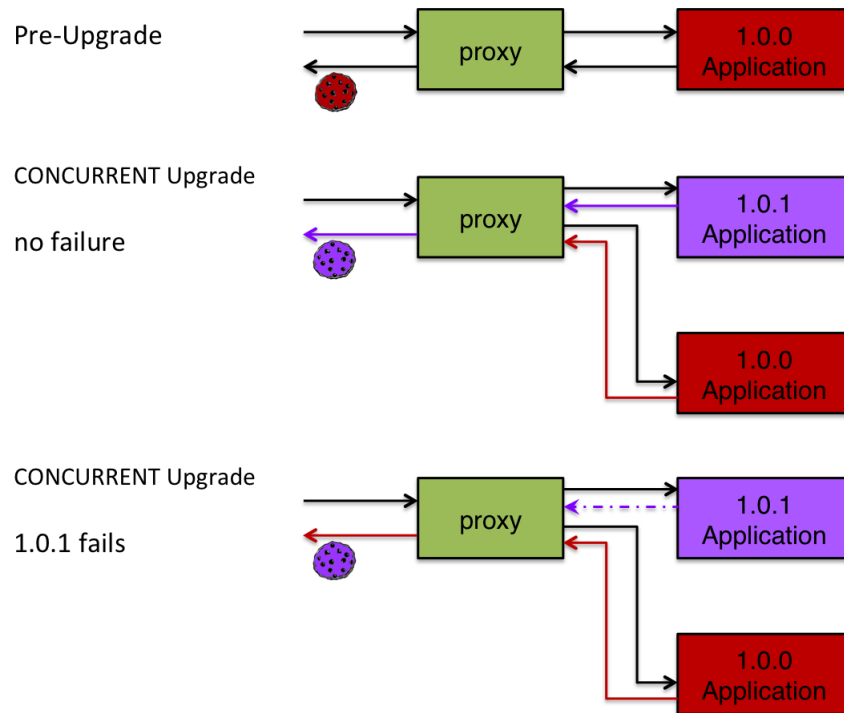 Pre-Upgrade
proxy
1.0.0
Application
CONCURRENT Upgrade
no failure
proxy
1.0.1
Application
1.0.0
Application
CONCURRENT Upgrade
1.0.1 fails
proxy
1.0.1
Application
1.0.0
Application